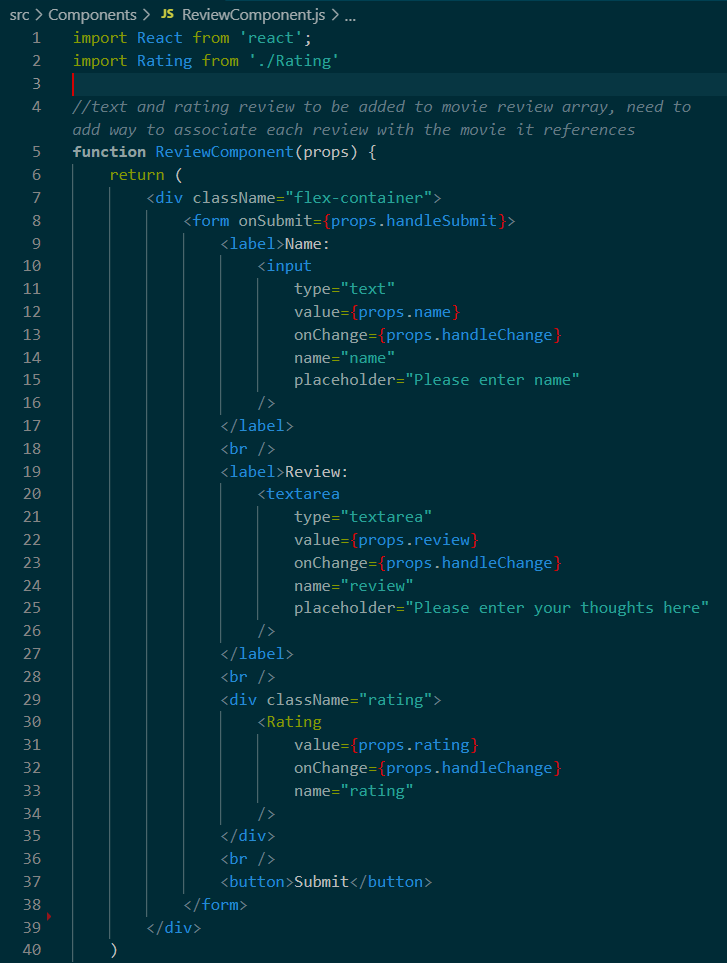 src > Components > JS ReviewComponent.js > ...
1 import React from 'react';
2 import Rating from './Rating'
3
4 //text and rating review to be added to movie review array, need to
add way to associate each review with the movie it references
5 function ReviewComponent(props) {
6 return (
7 <div className="flex-container">
8 <form onSubmit={props.handleSubmit}>
9 <label>Name:
10 <input
11 type="text"
12 value={props.name}
13 onChange={props.handleChange}
14 name="name"
15 placeholder="Please enter name"
16 />
17 </label>
18 <br />
19 <label>Review:
20 <textarea
21 type="textarea"
22 value={props.review}
23 onChange={props.handleChange}
24 name="review"
25 placeholder="Please enter your thoughts here"
26 />
27 </label>
28 <br />
29 <div className="rating">
30 <Rating
31 value={props.rating}
32 onChange={props.handleChange}
33 name="rating"
34 />
35 </div>
36 <br />
37 <button>Submit</button>
38 </form>
39 </div>
40 )